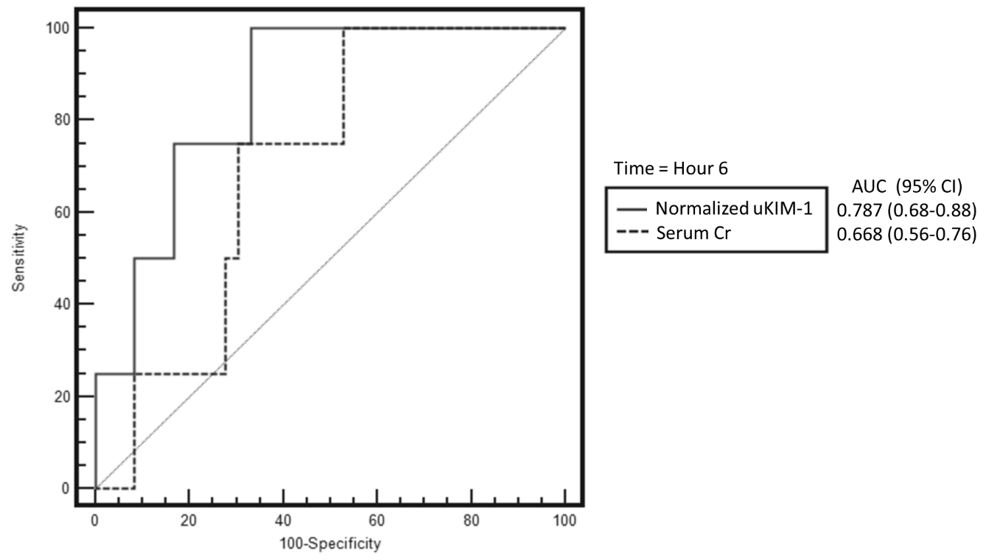 100
80
60
40
20
0
Sensitivity
0 20 40 60 80 100
100-Specificity
Time = Hour 6
AUC (95% CI)
Normalized uKIM-1 0.787 (0.68-0.88)
Serum Cr 0.668 (0.56-0.76)